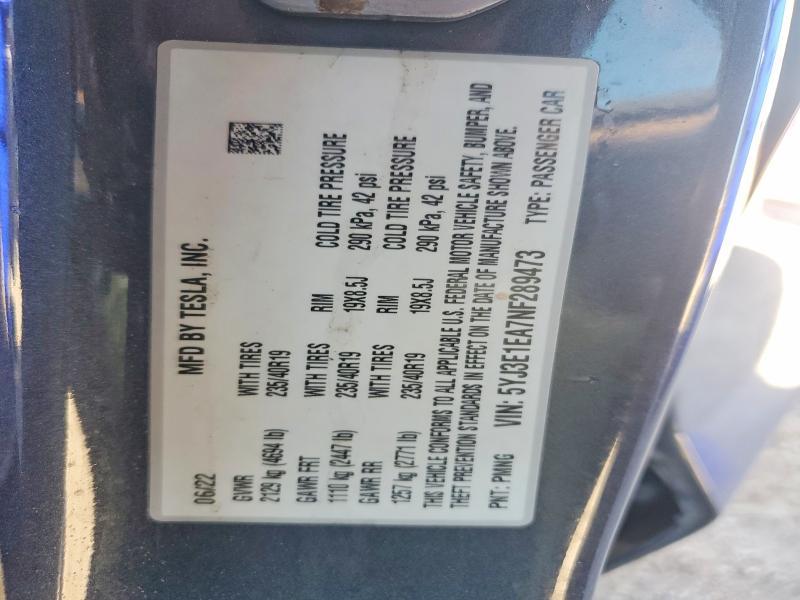 06/22 MFD BY TESLA, INC.
GVWR WITH TIRES RIM COLD TIRE PRESSURE
2129 kg (4694 lb) 235/40R19 19X8.5J 290 kPa, 42 psi
GAWR FRT WITH TIRES RIM COLD TIRE PRESSURE
1110 kg (2447 lb) 235/40R19 19X8.5J 290 kPa, 42 psi
GAWR RR WITH TIRES
1257 kg (2771 lb) 235/40R19
THIS VEHICLE CONFORMS TO ALL APPLICABLE U.S. FEDERAL MOTOR VEHICLE SAFETY, BUMPER, AND
THEFT PREVENTION STANDARDS IN EFFECT ON THE DATE OF MANUFACTURE SHOWN ABOVE.
PNT: PMNG VIN: 5YJ3E1EA7NF289473 TYPE: PASSENGER CAR